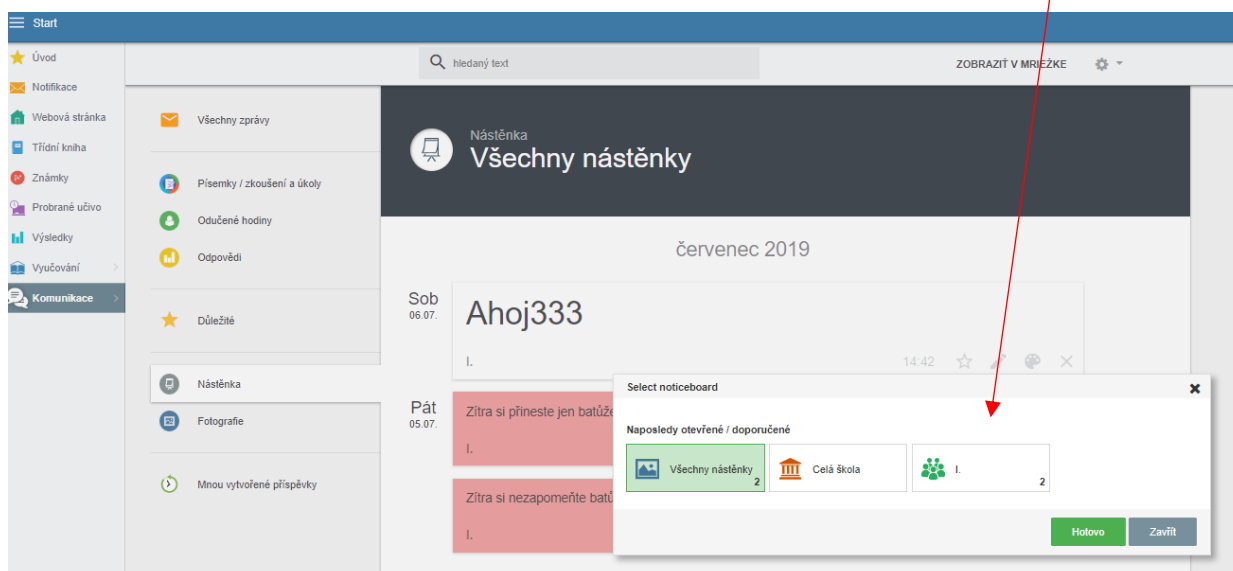 Start
Úvod
Notifikace
Webová stránka
Třídní kniha
Známky
Probrané učivo
Výsledky
Vyučování
Komunikace
hledaný text
ZOBRAZIŤ V MRIEŽKE
Všechny zprávy
Písemky / zkoušení a úkoly
Odučené hodiny
Odpovědi
Důležité
Nástěnka
Fotografie
Mnou vytvořené příspěvky
Nástěnka
Všechny nástěnky
červenec 2019
Sob
06.07.
Ahoj333
I.
14:42
Pát
05.07.
Zítra si přineste jen batůže
I.
Zítra si nezapomeňte batů
I.
Select noticeboard
Naposledy otevřené / doporučené
Všechny nástěnky
2
Celá škola
I.
2
Hotovo
Zavřít